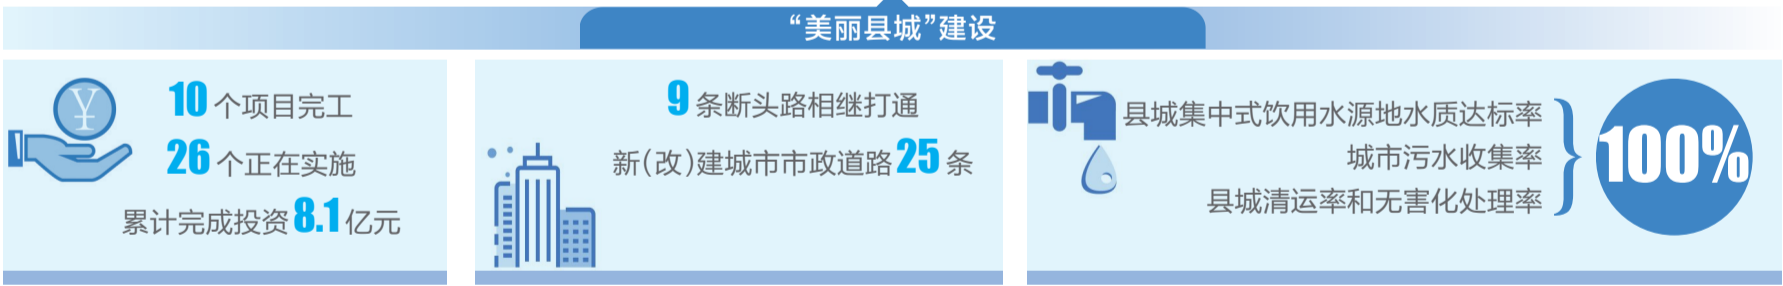 “美丽县城”建设
10个项目完工
26个正在实施
累计完成投资8.1亿元
9条断头路相继打通
新(改)建城市市政道路25条
县城集中式饮用水源地水质达标率
城市污水收集率
县城清运率和无害化处理率
100%